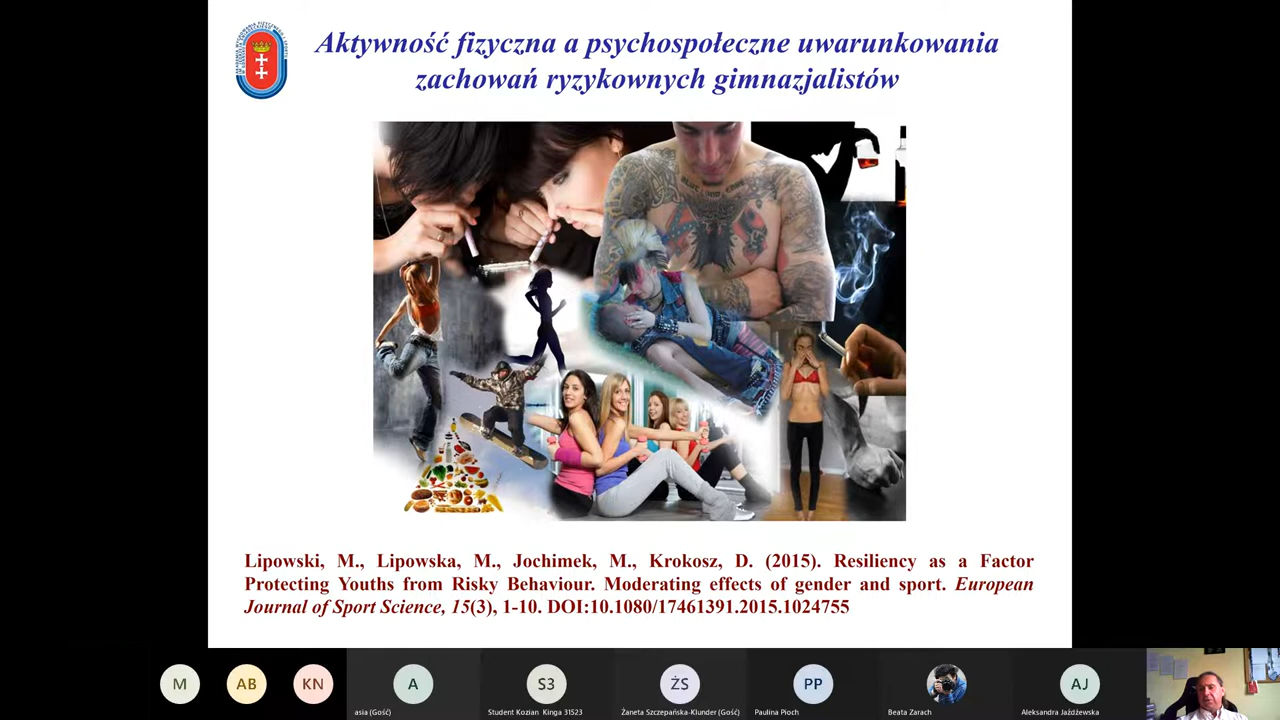 Aktywność fizyczna a psychospołeczne uwarunkowania
zachowań ryzykownych gimnazjalistów
Lipowski, M., Lipowska, M., Jochimek, M., Krokosz, D. (2015). Resiliency as a Factor
Protecting Youths from Risky Behaviour. Moderating effects of gender and sport. European
Journal of Sport Science, 15(3), 1-10. DOI:10.1080/17461391.2015.1024755
M
AB
KN
A
S3
ŻS
PP
AJ
asia (Gość)
Student Kozian Kinga 31523
Żaneta Szczepańska-Klunder (Gość)
Paulina Pioch
Beata Zarach
Aleksandra Jażdżewska